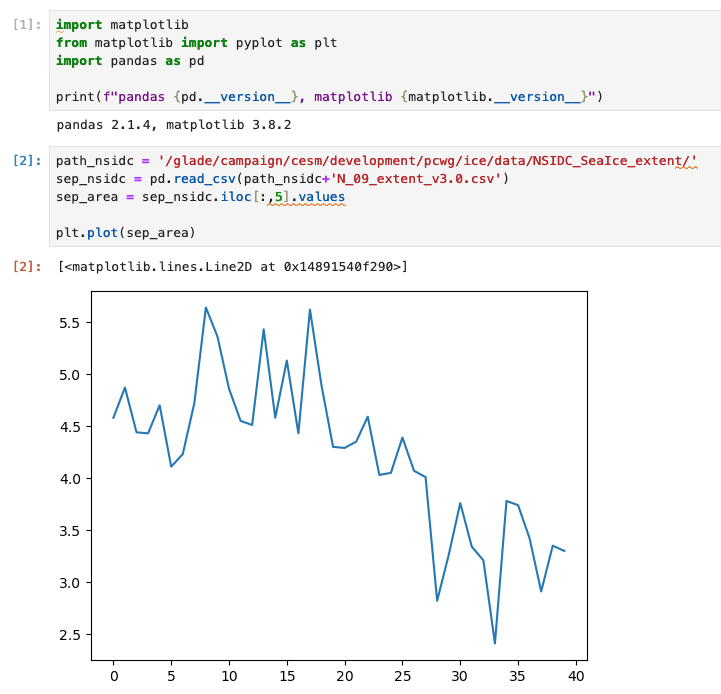 [1]: import matplotlib
from matplotlib import pyplot as plt
import pandas as pd
print(f"pandas {pd.__version__}, matplotlib {matplotlib.__version__}")
pandas 2.1.4, matplotlib 3.8.2
[2]: path_nsidc = '/glade/campaign/cesm/development/pcwg/ice/data/NSIDC_SeaIce_extent/'
sep_nsidc = pd.read_csv(path_nsidc+'N_09_extent_v3.0.csv')
sep_area = sep_nsidc.iloc[:,5].values
plt.plot(sep_area)
[2]: [<matplotlib.lines.Line2D at 0x14891540f290>]
5.5
5.0
4.5
4.0
3.5
3.0
2.5
0 5 10 15 20 25 30 35 40